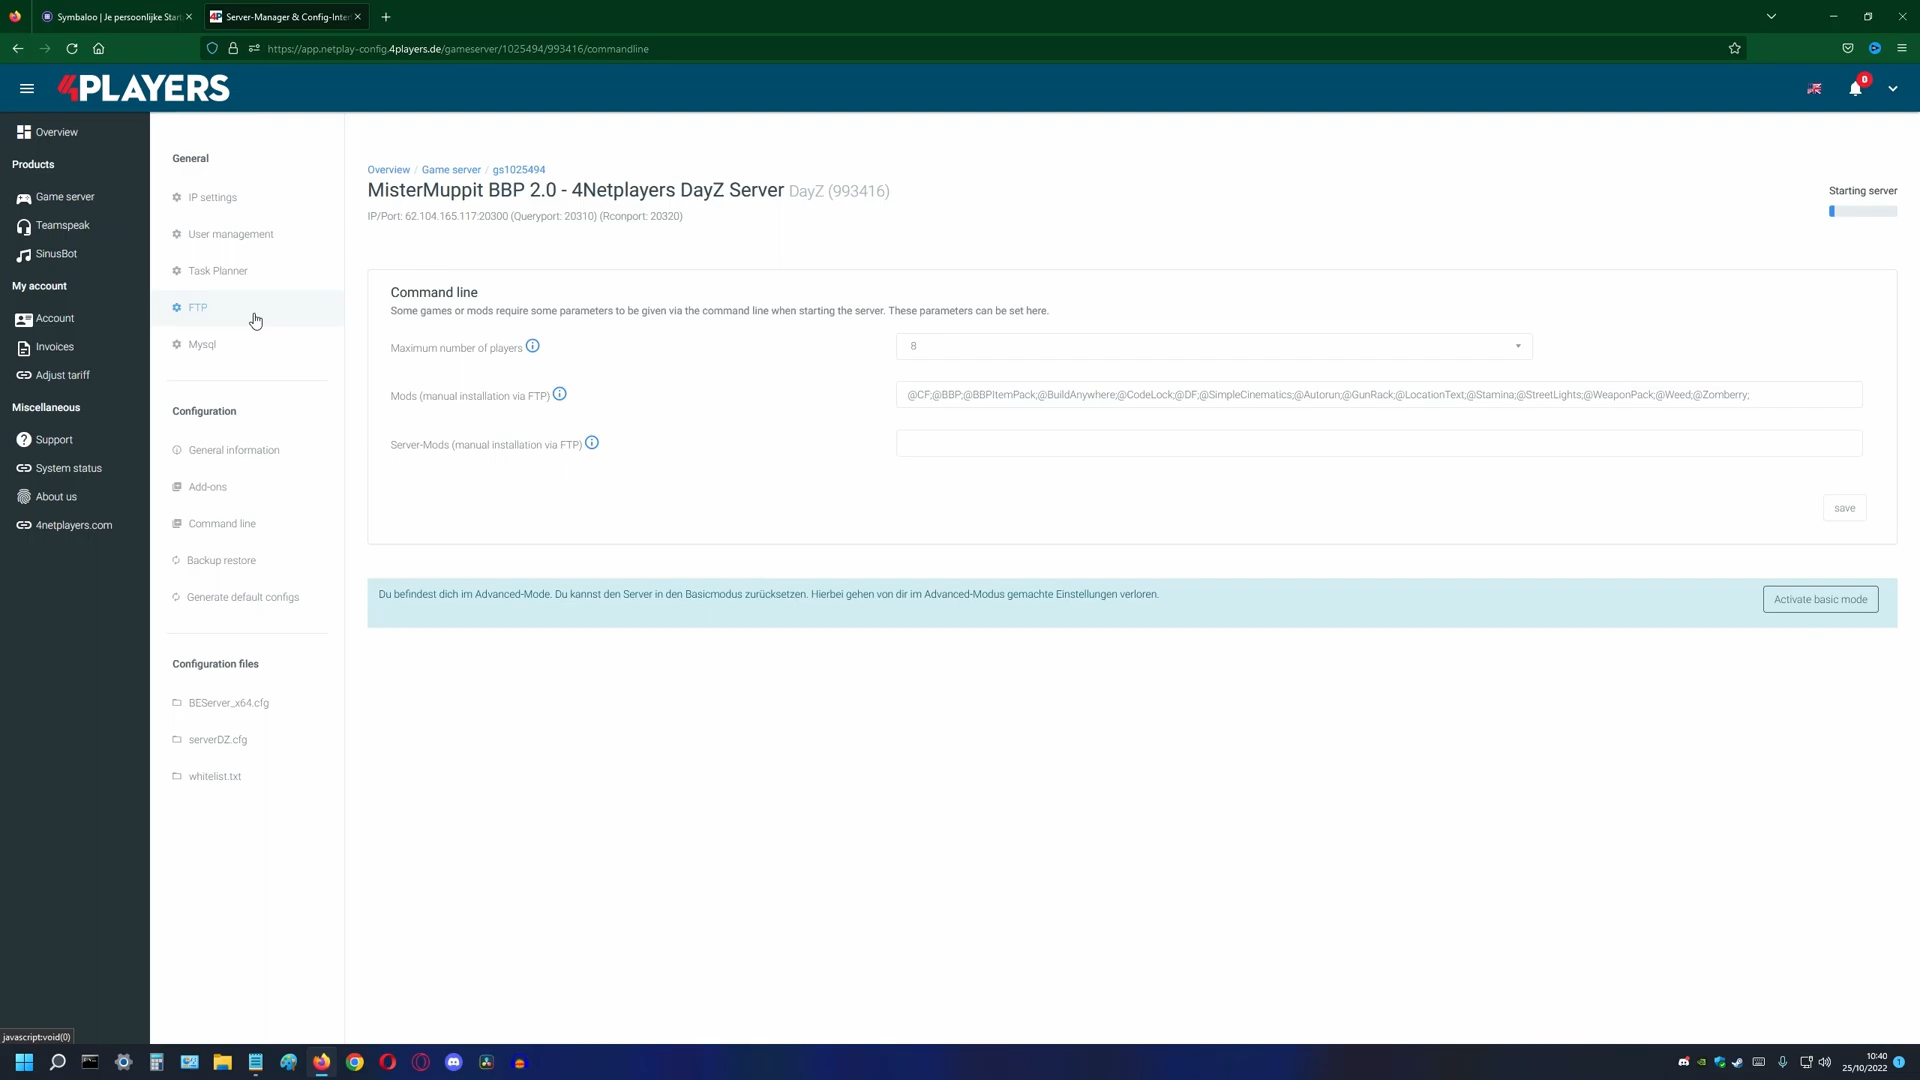 Symbaloo | Je persoonlijke Star
Server-Manager & Config-Inter
https://app.netplay-config.4players.de/gameserver/1025494/993416/commandline
4PLAYERS
0
Overview
Products
Game server
Teamspeak
SinusBot
My account
Account
Invoices
Adjust tariff
Miscellaneous
Support
System status
About us
4netplayers.com
General
IP settings
User management
Task Planner
FTP
Mysql
Configuration
General information
Add-ons
Command line
Backup restore
Generate default configs
Configuration files
BEServer_x64.cfg
serverDZ.cfg
whitelist.txt
Overview / Game server / gs1025494
MisterMuppit BBP 2.0 - 4Netplayers DayZ Server DayZ (993416)
IP/Port: 62.104.165.117:20300 (Queryport: 20310) (Rconport: 20320)
Starting server
Command line
Some games or mods require some parameters to be given via the command line when starting the server. These parameters can be set here.
Maximum number of players
8
Mods (manual installation via FTP)
@CF;@BBP;@BBPItemPack;@BuildAnywhere;@CodeLock;@DF;@SimpleCinematics;@Autorun;@GunRack;@LocationText;@Stamina;@StreetLights;@WeaponPack;@Weed;@Zomberry;
Server-Mods (manual installation via FTP)
save
Du befindest dich im Advanced-Mode. Du kannst den Server in den Basicmodus zurücksetzen. Hierbei gehen von dir im Advanced-Modus gemachte Einstellungen verloren.
Activate basic mode
javascript:void(0)
10:40
25/10/2022
1